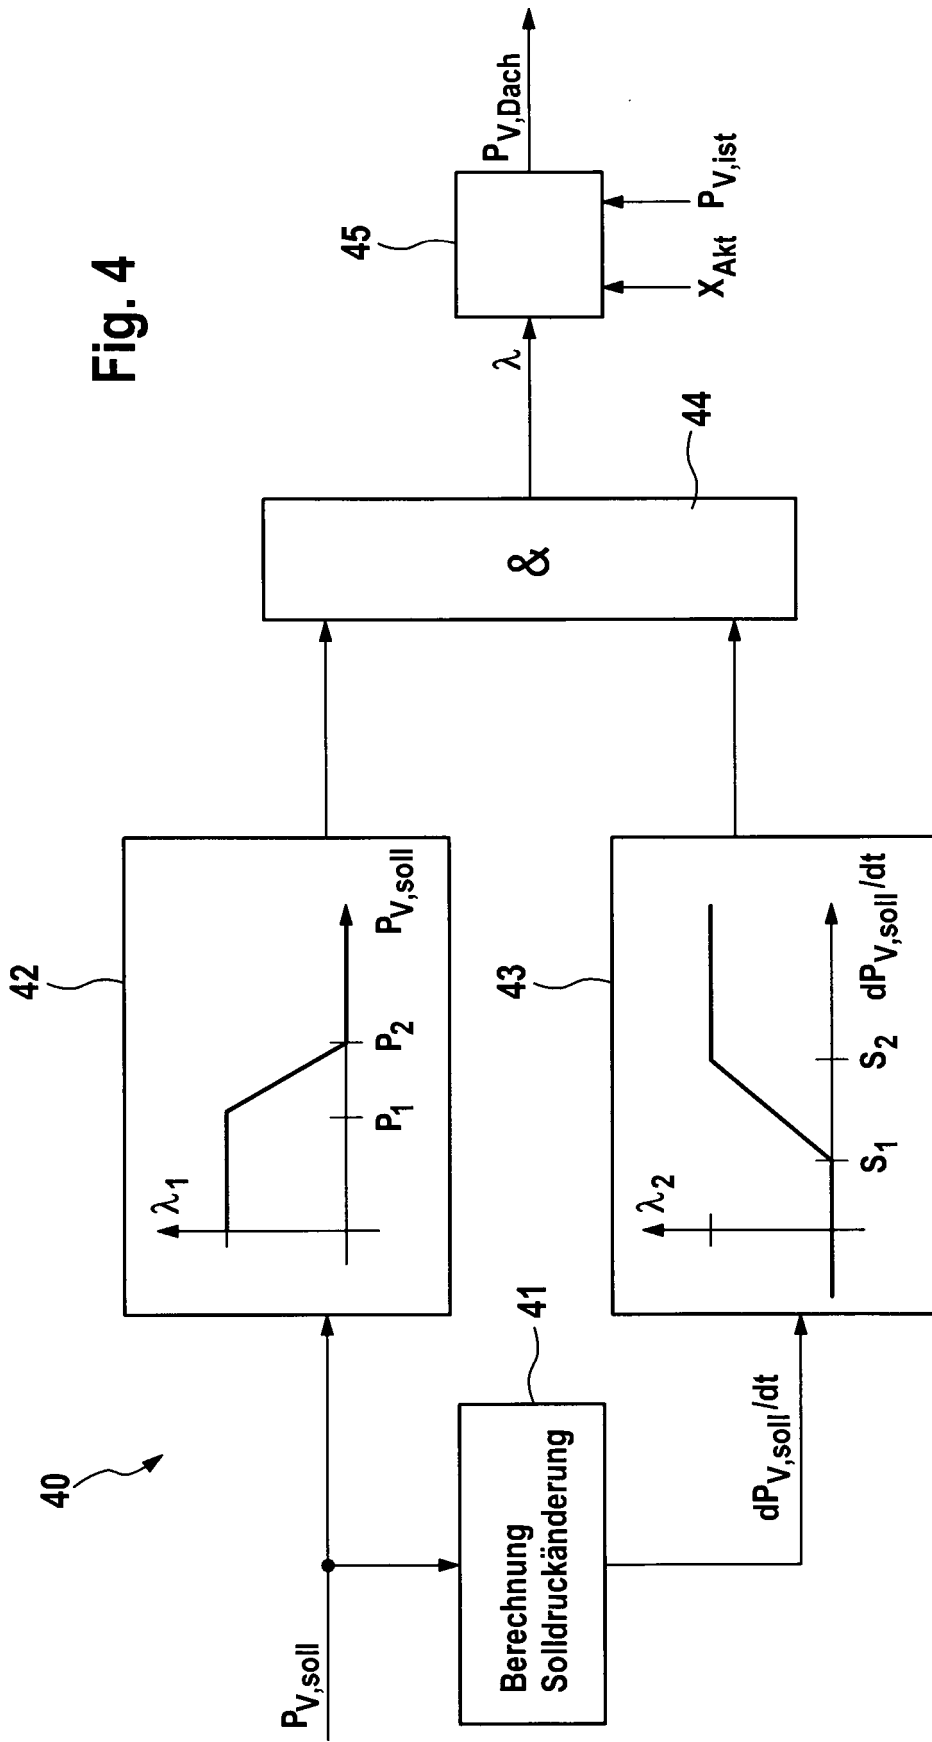 Fig. 4
40
P_V,soll
41
Berechnung
Solldruckänderung
dP_V,soll/dt
42
λ_1
P_1
P_2
P_V,soll
43
λ_2
S_1
S_2
dP_V,soll/dt
44
&
λ
45
X_Akt
P_V,ist
P_V,Dach